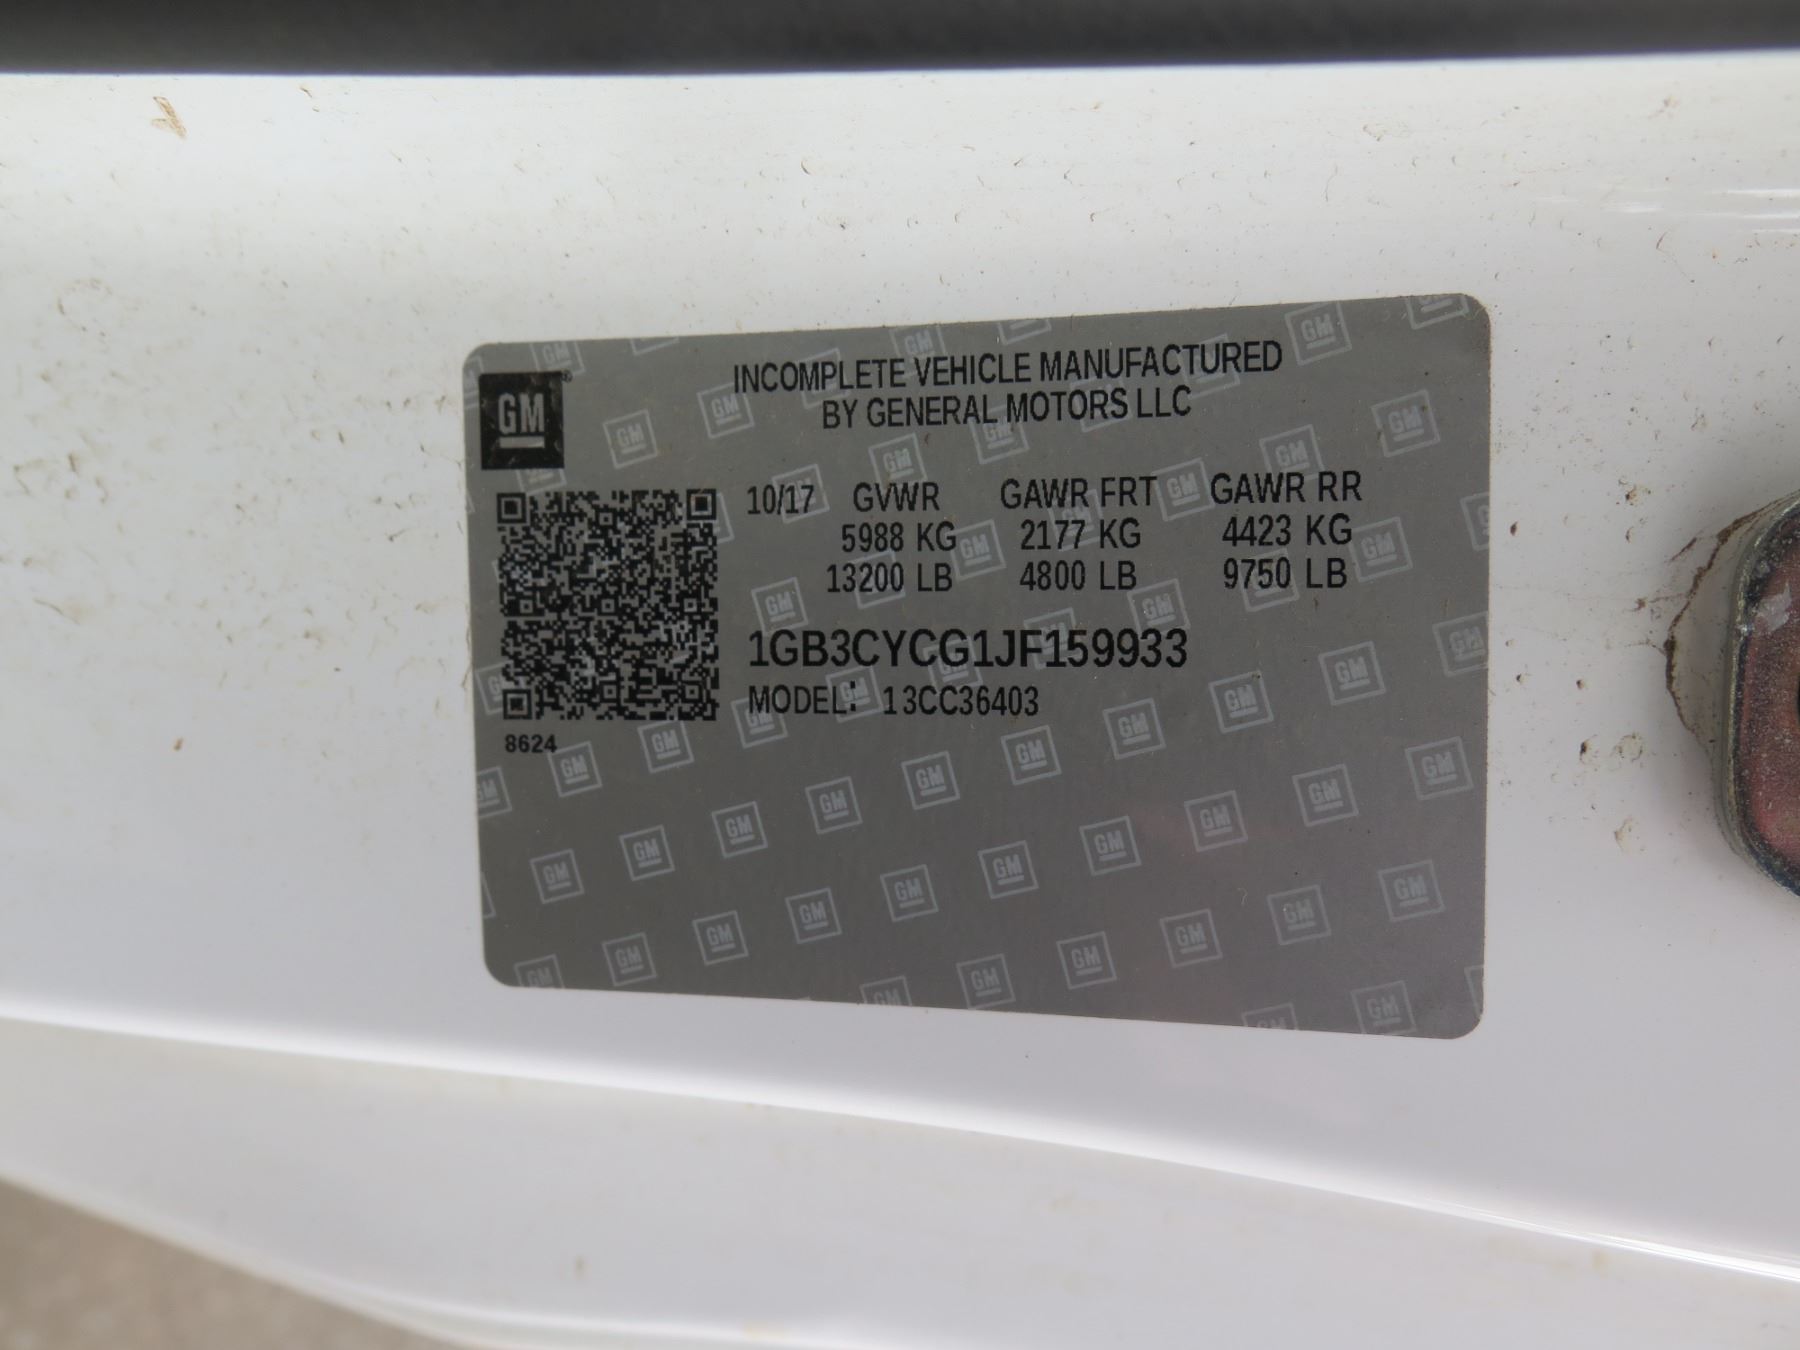 INCOMPLETE VEHICLE MANUFACTURED
BY GENERAL MOTORS LLC
GM®
10/17 GVWR GAWR FRT GAWR RR
5988 KG 2177 KG 4423 KG
13200 LB 4800 LB 9750 LB
1GB3CYCG1JF159933
MODEL: 13CC36403
8624